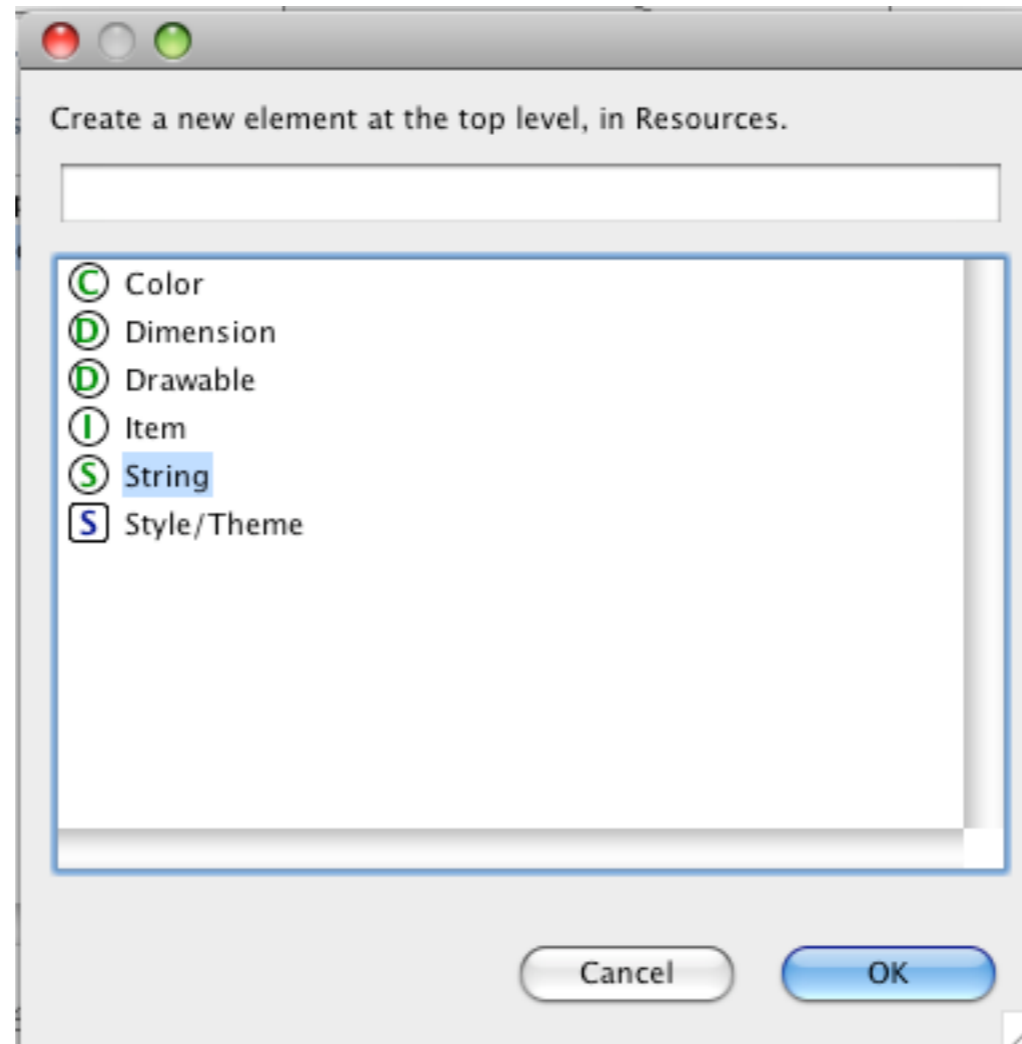 Create a new element at the top level, in Resources.
C Color
D Dimension
D Drawable
I Item
S String
S Style/Theme
Cancel OK